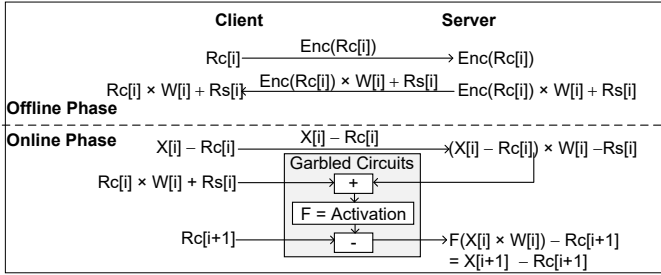 Client Server
Rc[i] Enc(Rc[i]) Enc(Rc[i])
Rc[i] × W[i] + Rs[i] Enc(Rc[i]) × W[i] + Rs[i] Enc(Rc[i]) × W[i] + Rs[i]
Offline Phase
Online Phase
X[i] – Rc[i] X[i] – Rc[i] (X[i] – Rc[i]) × W[i] –Rs[i]
Garbled Circuits
Rc[i] × W[i] + Rs[i] +
F = Activation
Rc[i+1] - F(X[i] × W[i]) – Rc[i+1]
= X[i+1] – Rc[i+1]